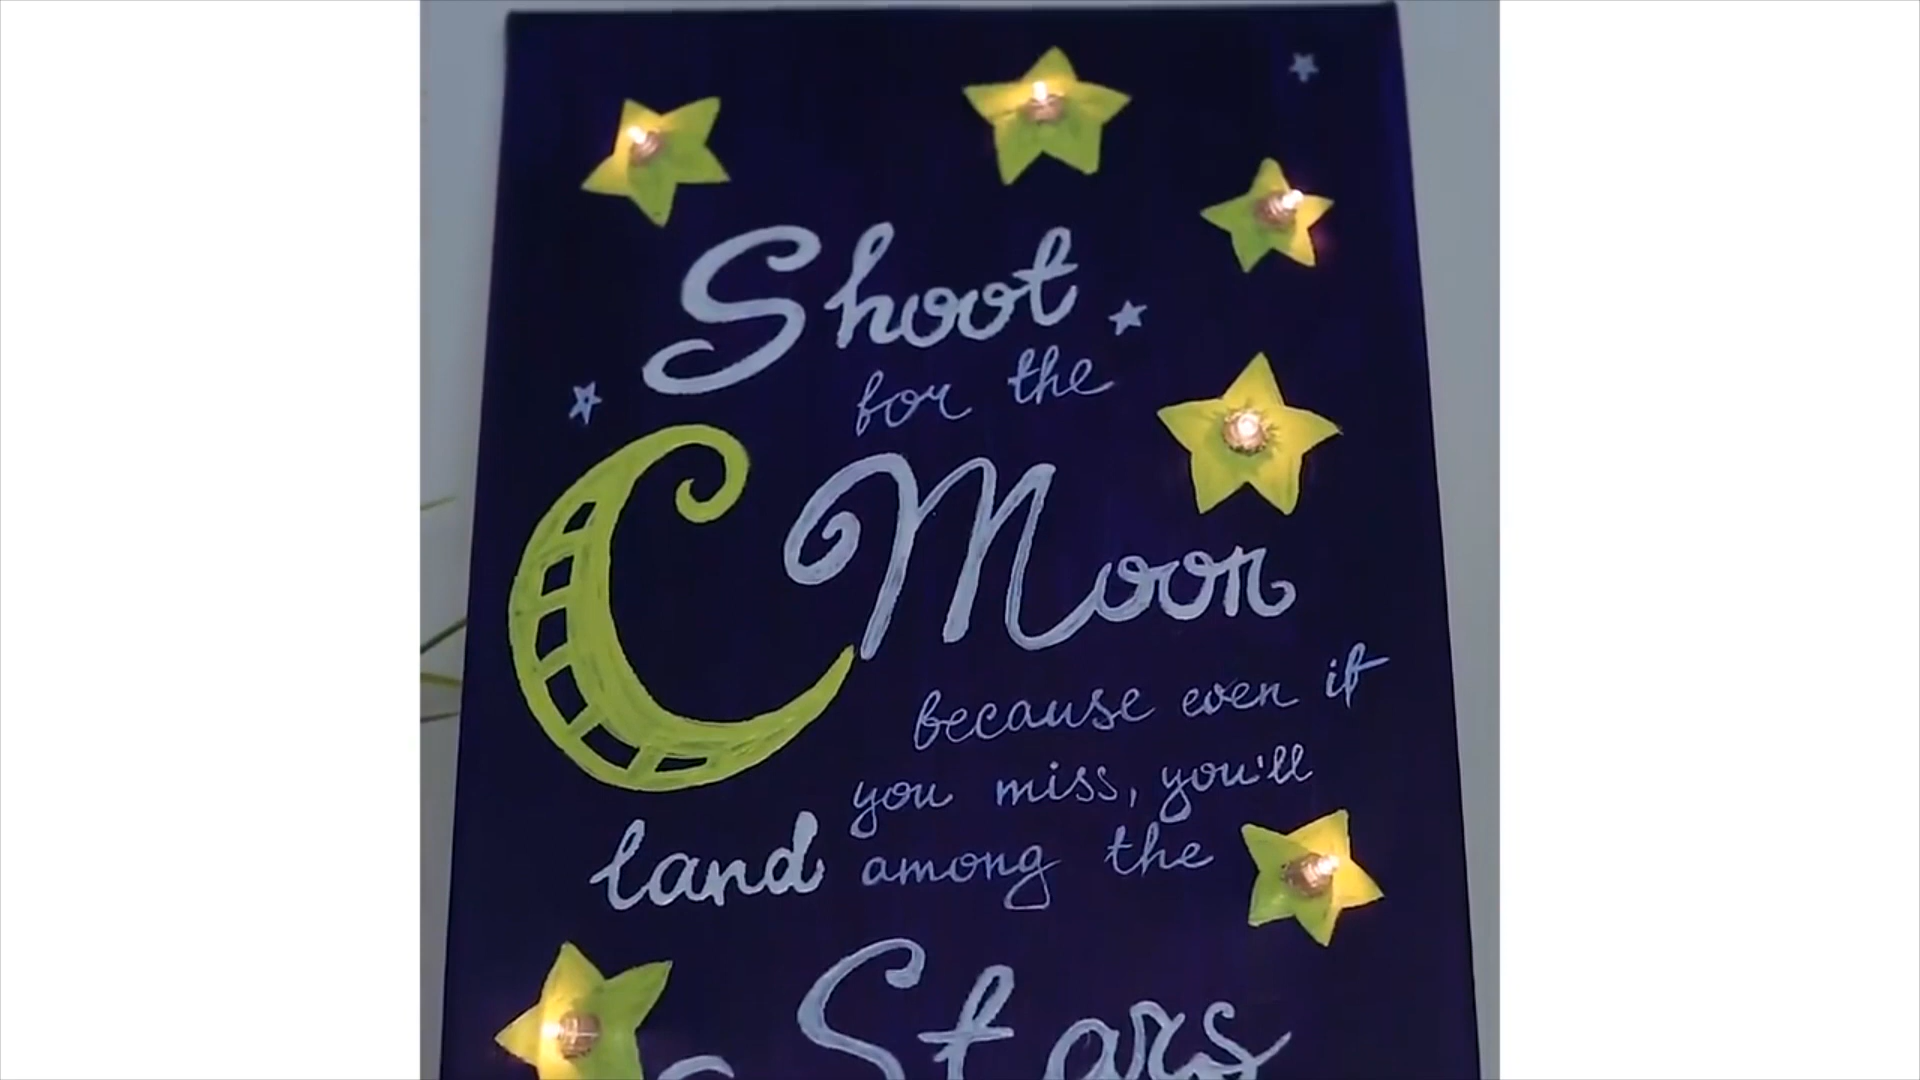 Shoot
for the
Moon
because even if
you miss, you'll
land among the
Stars